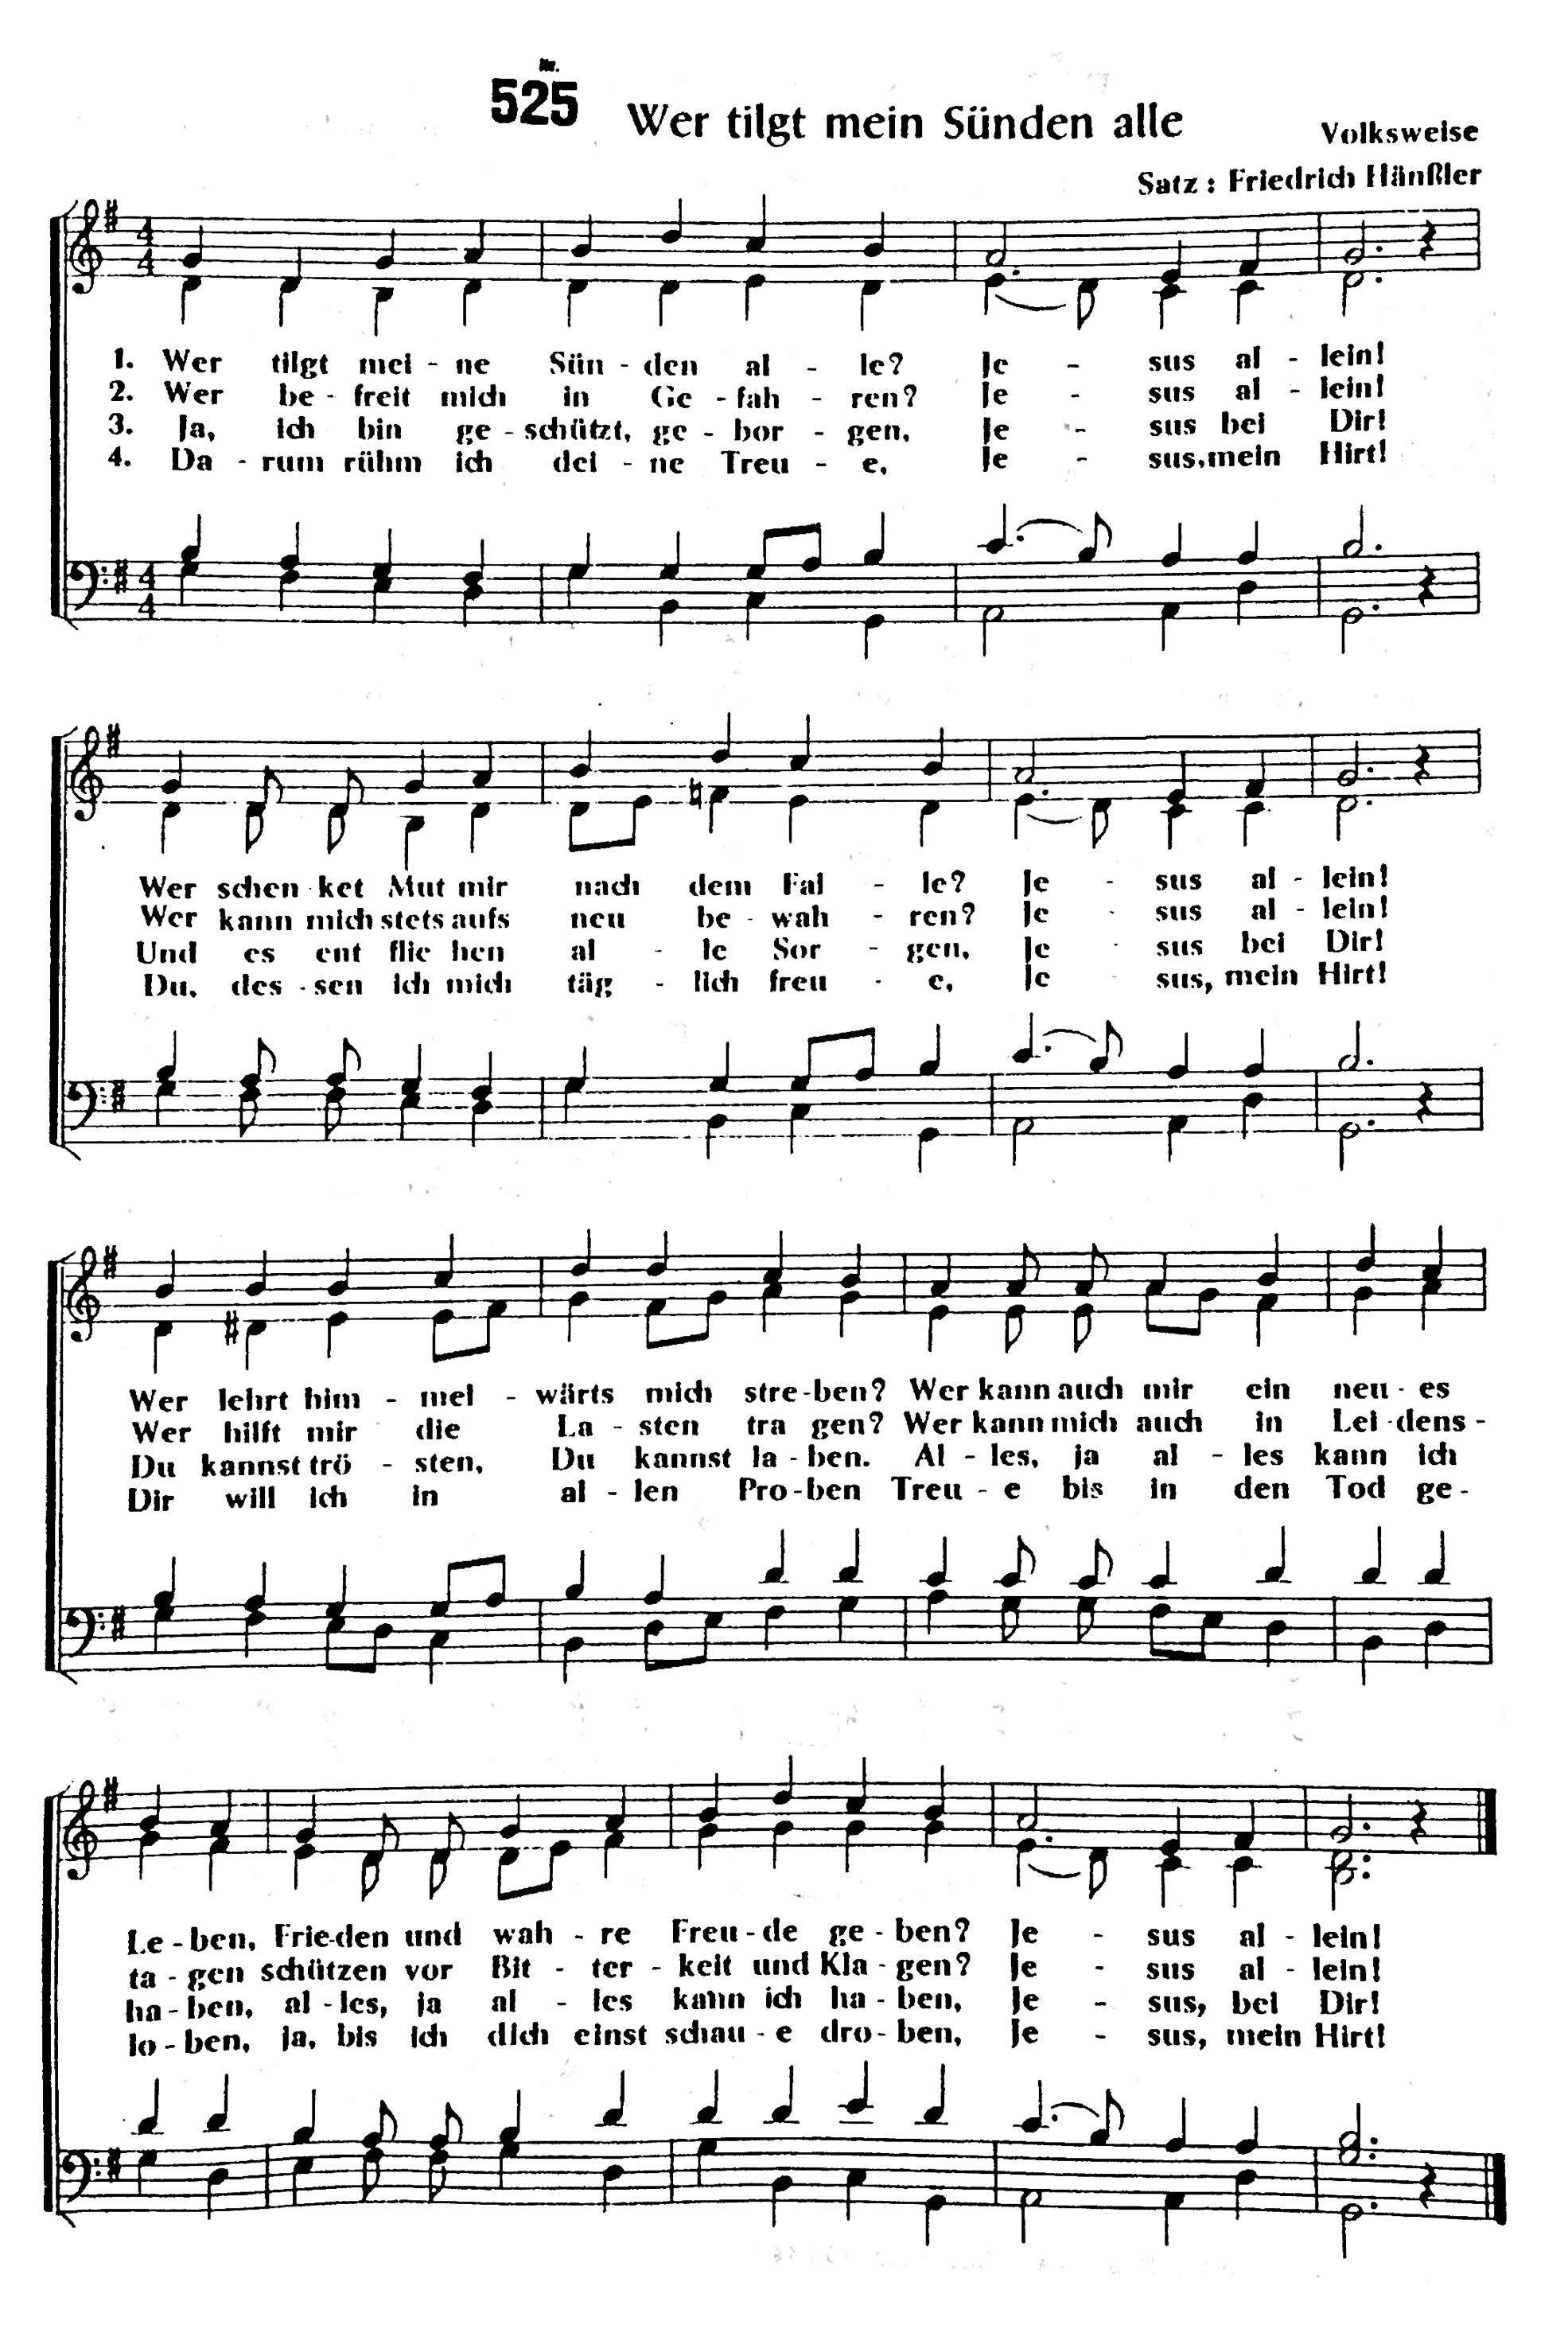 Nr.
525
Wer tilgt mein Sünden alle
Volksweise
Satz : Friedrich Hänßler
4
4
1. Wer tilgt mei - ne Sün - den al - le? Je - sus al - lein!
2. Wer be - freit mich in Ge - fah - ren? Je - sus al - lein!
3. Ja, ich bin ge - schützt, ge - bor - gen, Je - sus bei Dir!
4. Da - rum rühm ich dei - ne Treu - e, Je - sus, mein Hirt!
4
4
Wer schen - ket Mut mir nach dem Fal - le? Je - sus al - lein!
Wer kann mich stets aufs neu be - wah - ren? Je - sus al - lein!
Und es ent flie hen al - le Sor - gen, Je - sus bei Dir!
Du, des - sen ich mich täg - lich freu - e, Je - sus, mein Hirt!
Wer lehrt him - mel - wärts mich stre - ben? Wer kann auch mir ein neu - es
Wer hilft mir die La - sten tra gen? Wer kann mich auch in Lei - dens -
Du kannst trö - sten, Du kannst la - ben. Al - les, ja al - les kann ich
Dir will ich in al - len Pro - ben Treu - e bis in den Tod ge -
Le - ben, Frie - den und wah - re Freu - de ge - ben? Je - sus al - lein!
ta - gen schützen vor Bit - ter - keit und Kla - gen? Je - sus al - lein!
ha - ben, al - les, ja al - les kann ich ha - ben, Je - sus, bei Dir!
lo - ben, ja, bis ich dich einst schau - e dro - ben, Je - sus, mein Hirt!